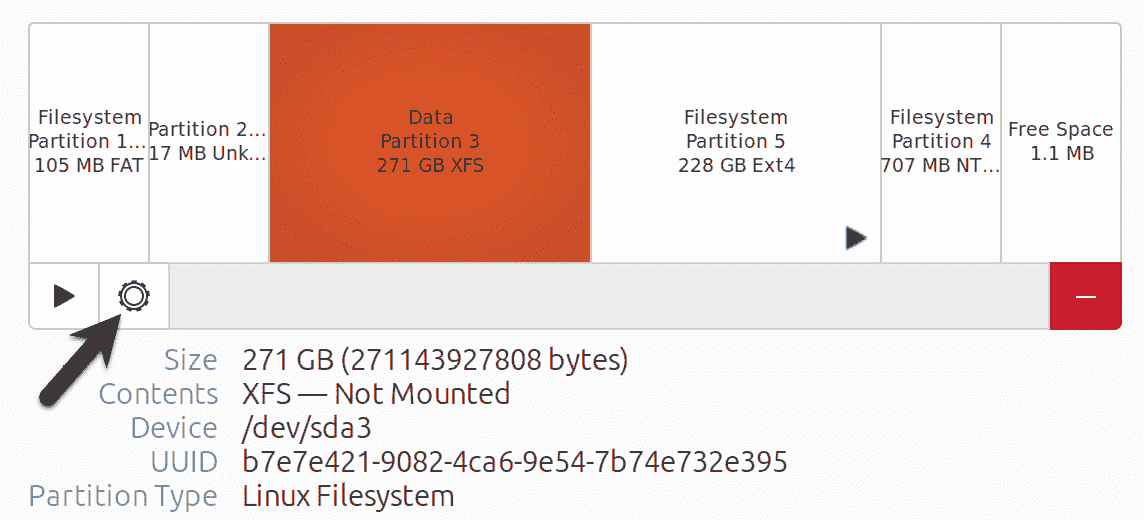 Filesystem
Partition 1...
105 MB FAT
Partition 2...
17 MB Unk...
Data
Partition 3
271 GB XFS
Filesystem
Partition 5
228 GB Ext4
Filesystem
Partition 4
707 MB NT...
Free Space
1.1 MB
Size 271 GB (271143927808 bytes)
Contents XFS — Not Mounted
Device /dev/sda3
UUID b7e7e421-9082-4ca6-9e54-7b74e732e395
Partition Type Linux Filesystem